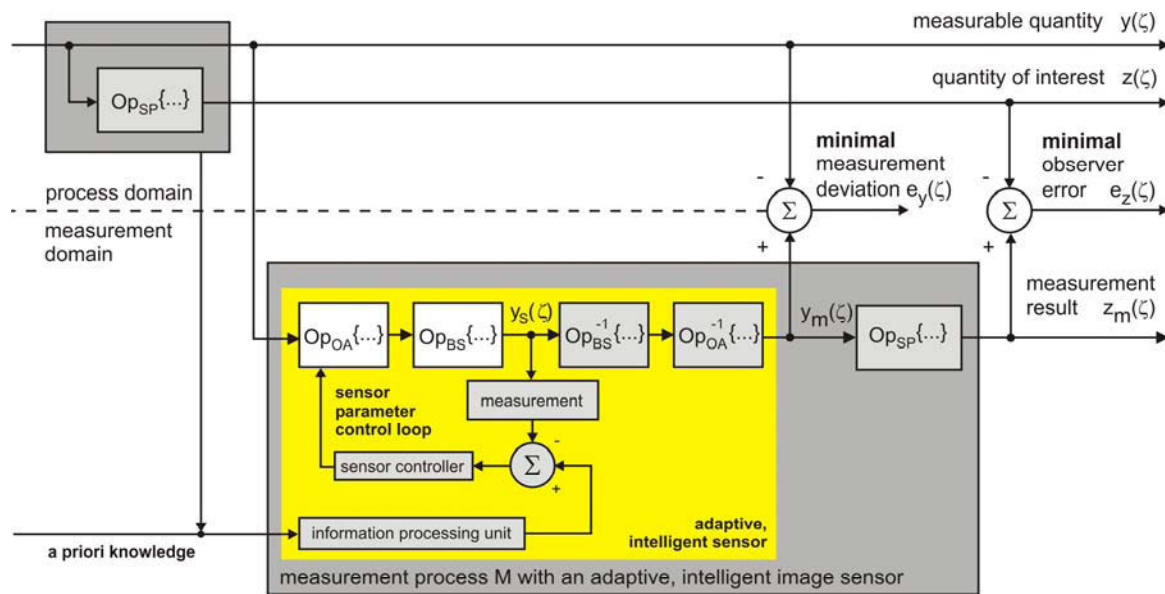 measurable quantity y(ζ)
Op_SP{...}
quantity of interest z(ζ)
minimal
measurement
deviation e_y(ζ)
minimal
observer
error e_z(ζ)
-
-
process domain
Σ
Σ
measurement
domain
+
+
measurement
result z_m(ζ)
Op_OA{...}
Op_BS{...}
y_s(ζ)
Op_BS^-1{...}
Op_OA^-1{...}
y_m(ζ)
Op_SP{...}
sensor
parameter
control loop
measurement
-
sensor controller
Σ
+
information processing unit
a priori knowledge
adaptive,
intelligent sensor
measurement process M with an adaptive, intelligent image sensor